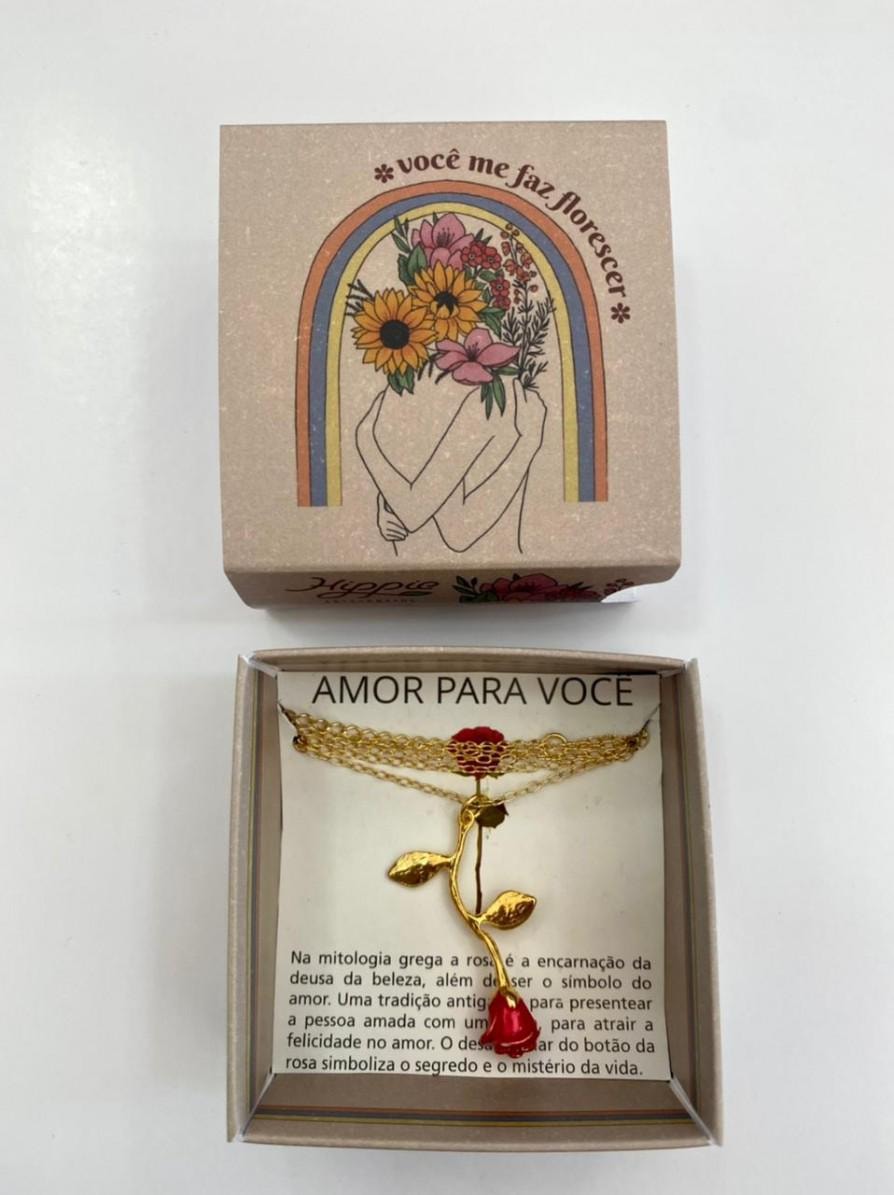 você me faz florescer
Hippie
AMOR PARA VOCÊ
Na mitologia grega a rosa é a encarnação da
deusa da beleza, além de ser o símbolo do
amor. Uma tradição para presentear
a pessoa amada com para atrair a
felicidade no amor. O do botão da
rosa simboliza o segredo e o mistério da vida.